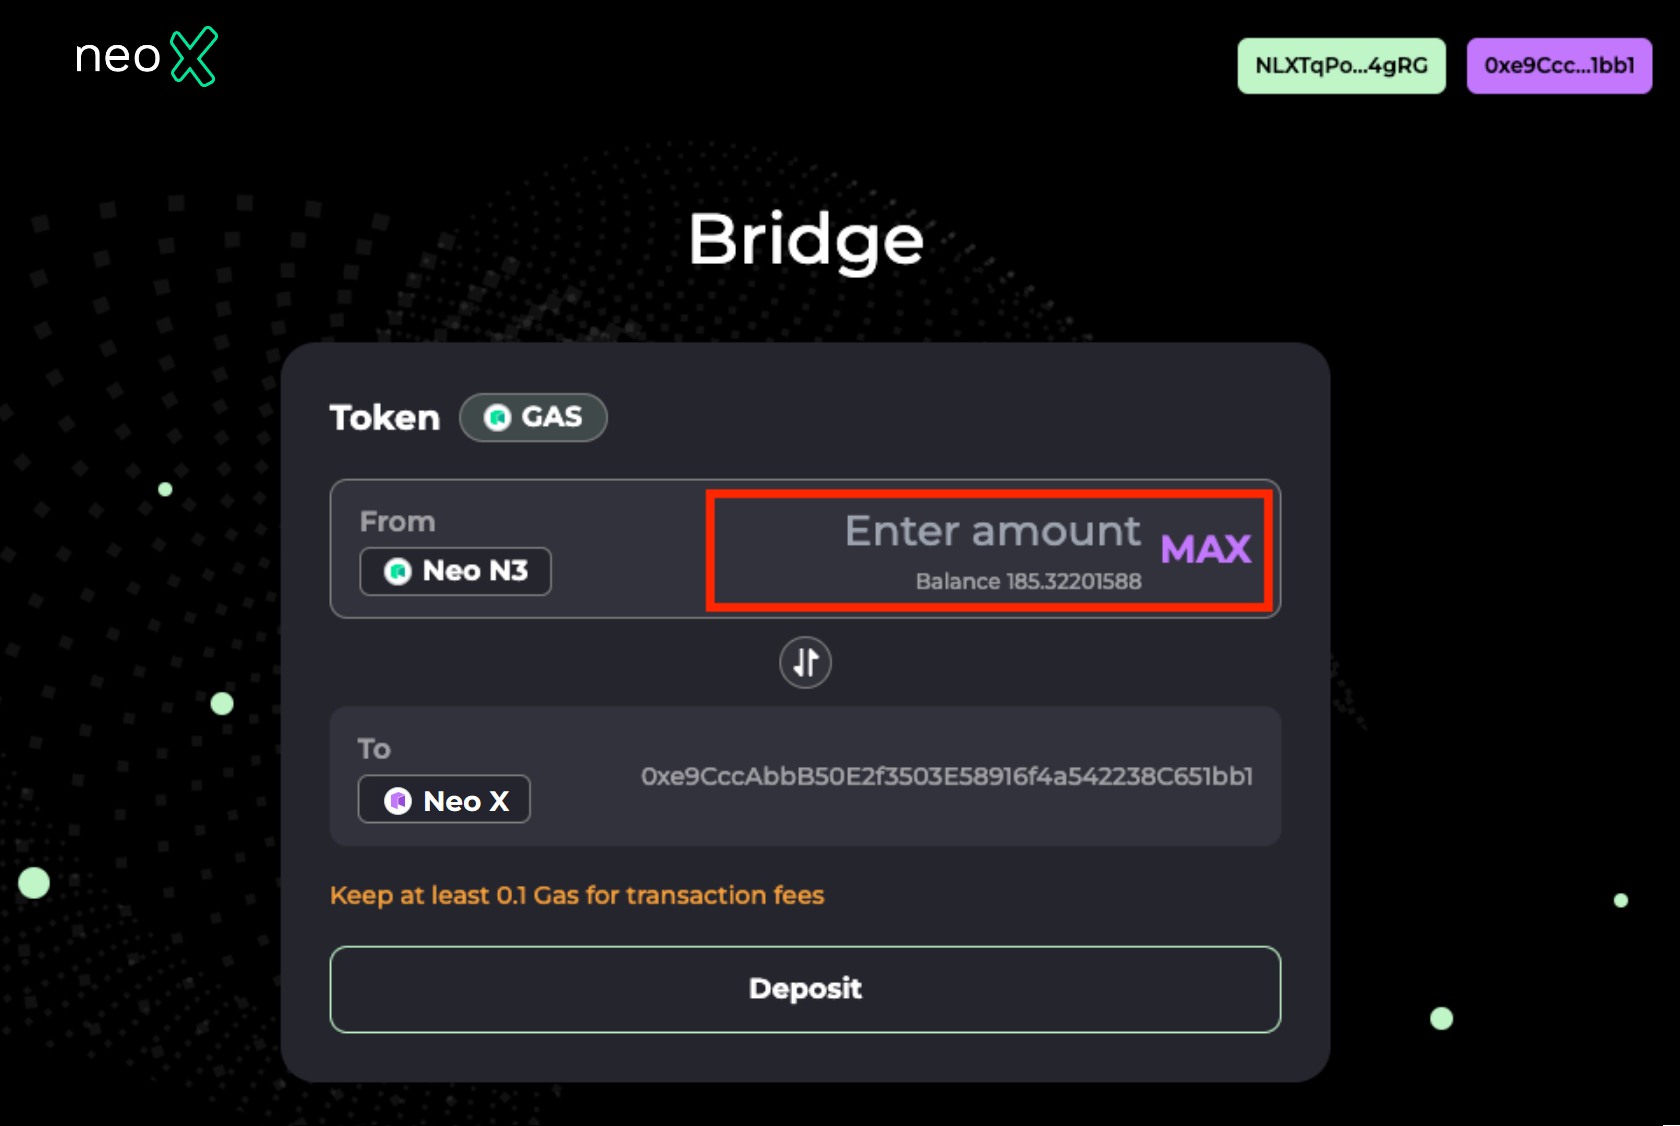 neo X
NLXTqPo...4gRG
0xe9Ccc...1bb1
Bridge
Token
GAS
From
Neo N3
Enter amount
Balance 185.32201588
MAX
To
Neo X
0xe9CccAbbB50E2f3503E58916f4a542238C651bb1
Keep at least 0.1 Gas for transaction fees
Deposit